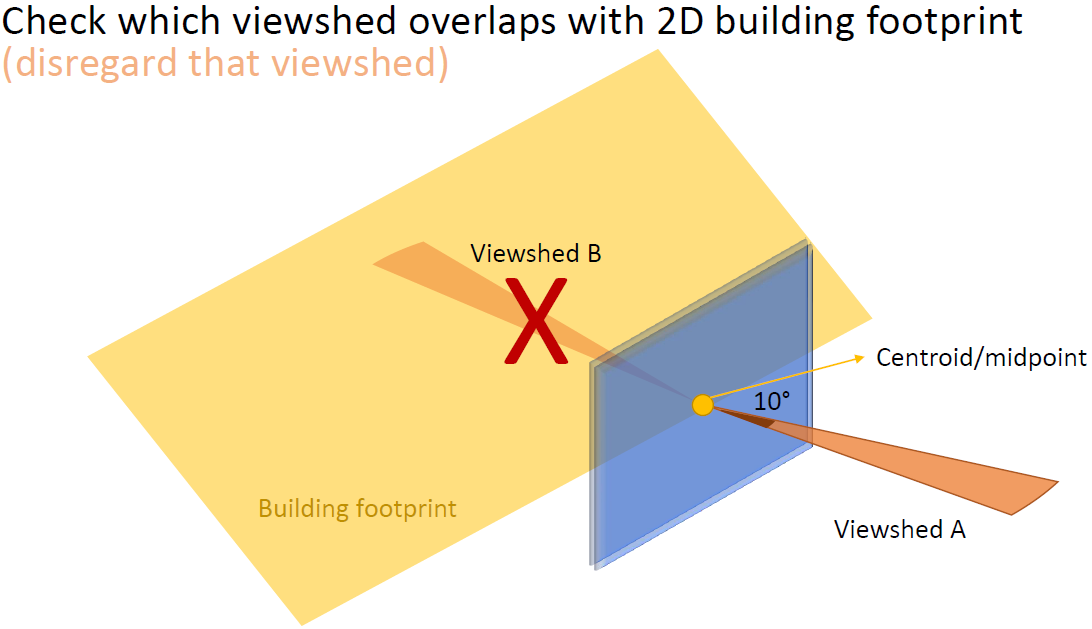 Check which viewshed overlaps with 2D building footprint
(disregard that viewshed)
Viewshed B
X
Centroid/midpoint
10°
Building footprint
Viewshed A